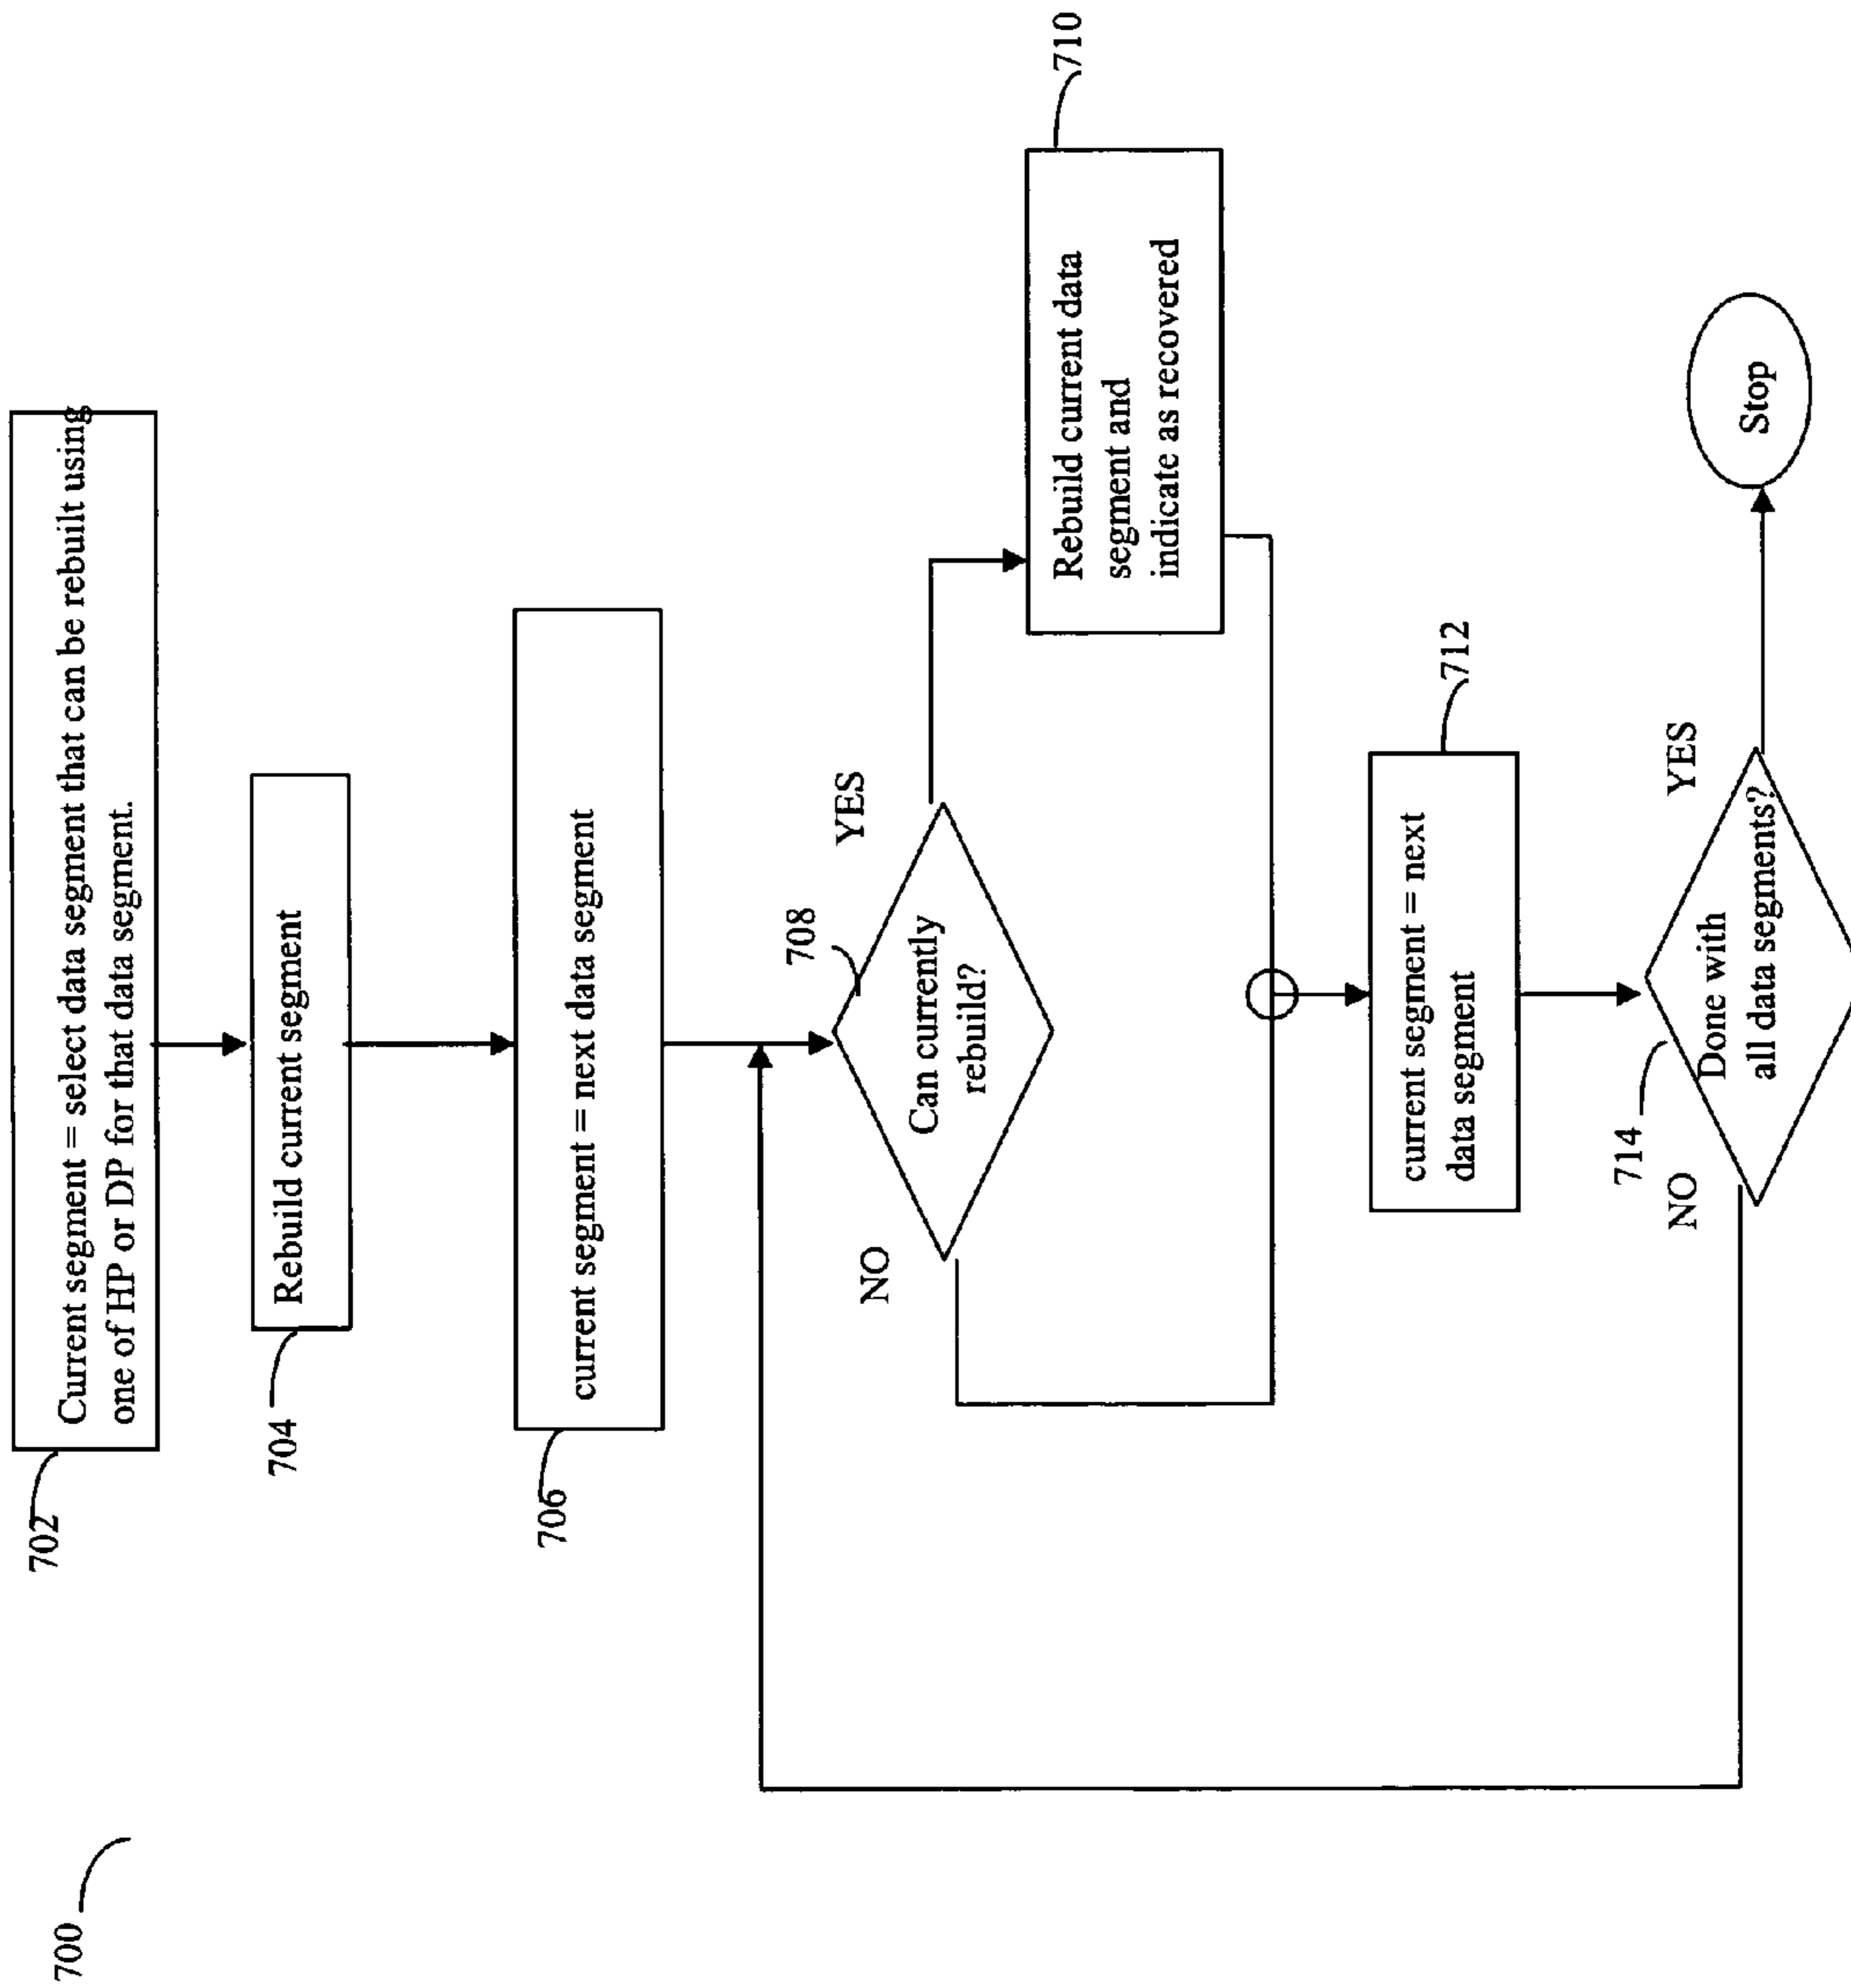 700
702
Current segment = select data segment that can be rebuilt using
one of HP or DP for that data segment.
704
Rebuild current segment
706
current segment = next data segment
708
Can currently
rebuild?
NO
YES
710
Rebuild current data
segment and
indicate as recovered
712
current segment = next
data segment
714
Done with
all data segments?
NO
YES
Stop